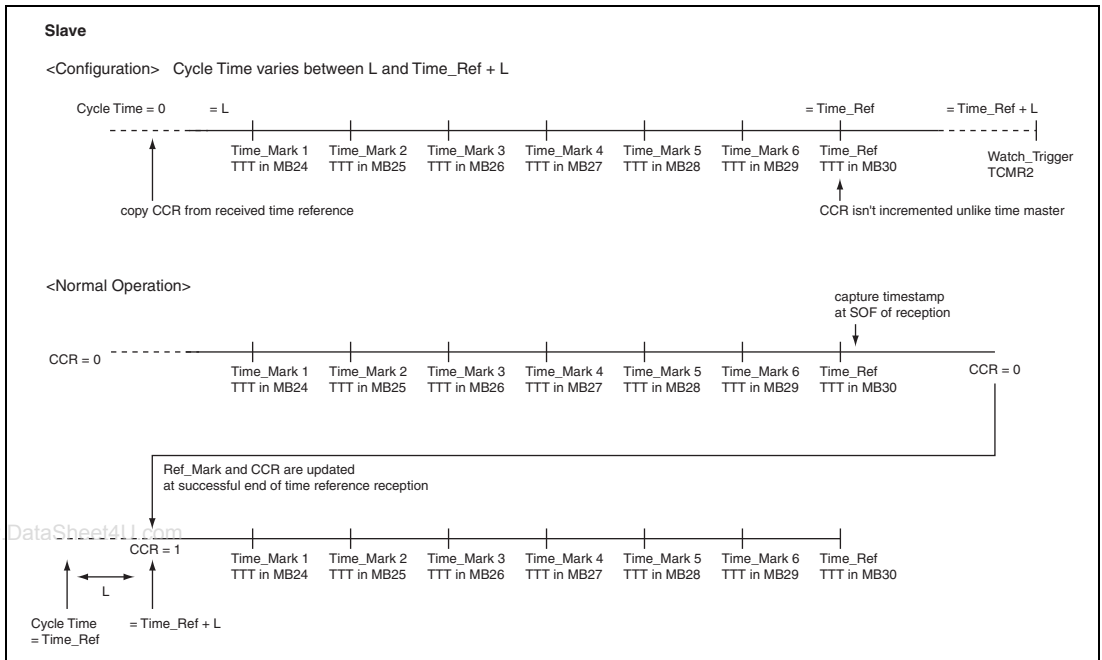 Slave
<Configuration> Cycle Time varies between L and Time_Ref + L
Cycle Time = 0 = L = Time_Ref = Time_Ref + L
Time_Mark 1 Time_Mark 2 Time_Mark 3 Time_Mark 4 Time_Mark 5 Time_Mark 6 Time_Ref
TTT in MB24 TTT in MB25 TTT in MB26 TTT in MB27 TTT in MB28 TTT in MB29 TTT in MB30
Watch_Trigger
TCMR2
copy CCR from received time reference
CCR isn't incremented unlike time master
<Normal Operation>
capture timestamp
at SOF of reception
CCR = 0
Time_Mark 1 Time_Mark 2 Time_Mark 3 Time_Mark 4 Time_Mark 5 Time_Mark 6 Time_Ref
TTT in MB24 TTT in MB25 TTT in MB26 TTT in MB27 TTT in MB28 TTT in MB29 TTT in MB30
CCR = 0
Ref_Mark and CCR are updated
at successful end of time reference reception
DataSheet4U.com
CCR = 1
Time_Mark 1 Time_Mark 2 Time_Mark 3 Time_Mark 4 Time_Mark 5 Time_Mark 6 Time_Ref
TTT in MB24 TTT in MB25 TTT in MB26 TTT in MB27 TTT in MB28 TTT in MB29 TTT in MB30
L
Cycle Time
= Time_Ref
= Time_Ref + L